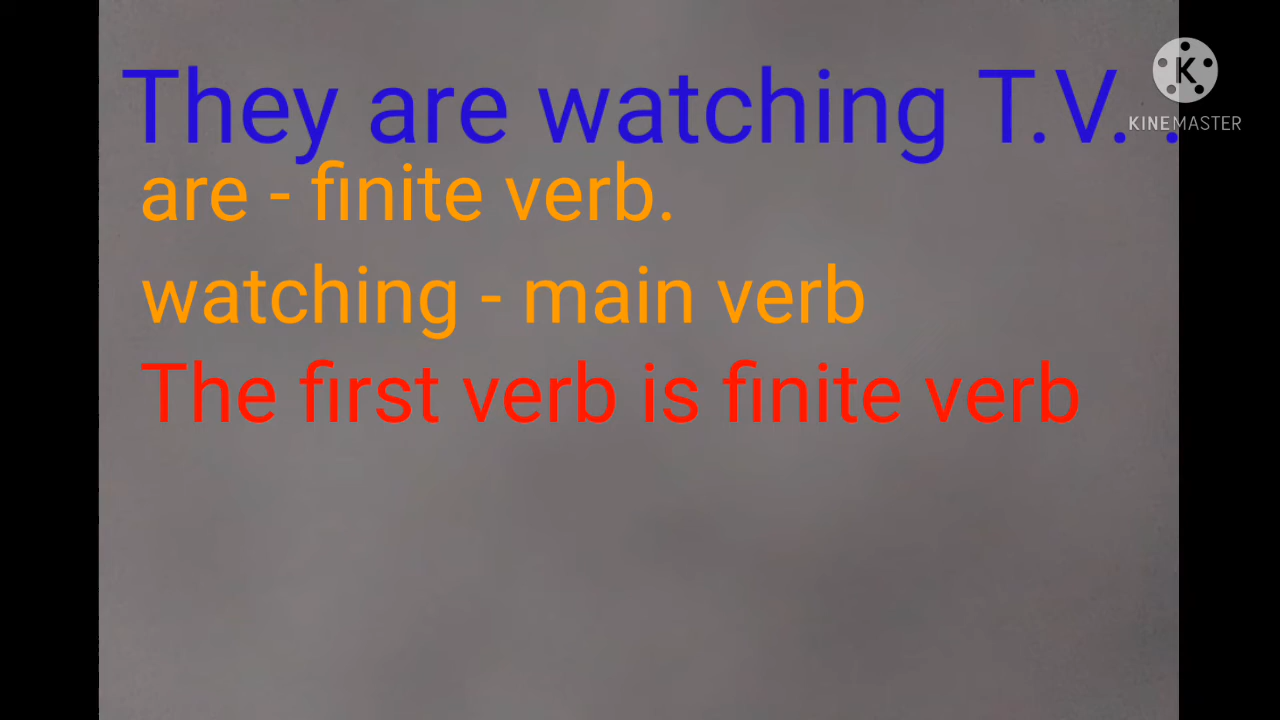 They are watching T.V. .
are - finite verb.
watching - main verb
The first verb is finite verb
KINEMASTER